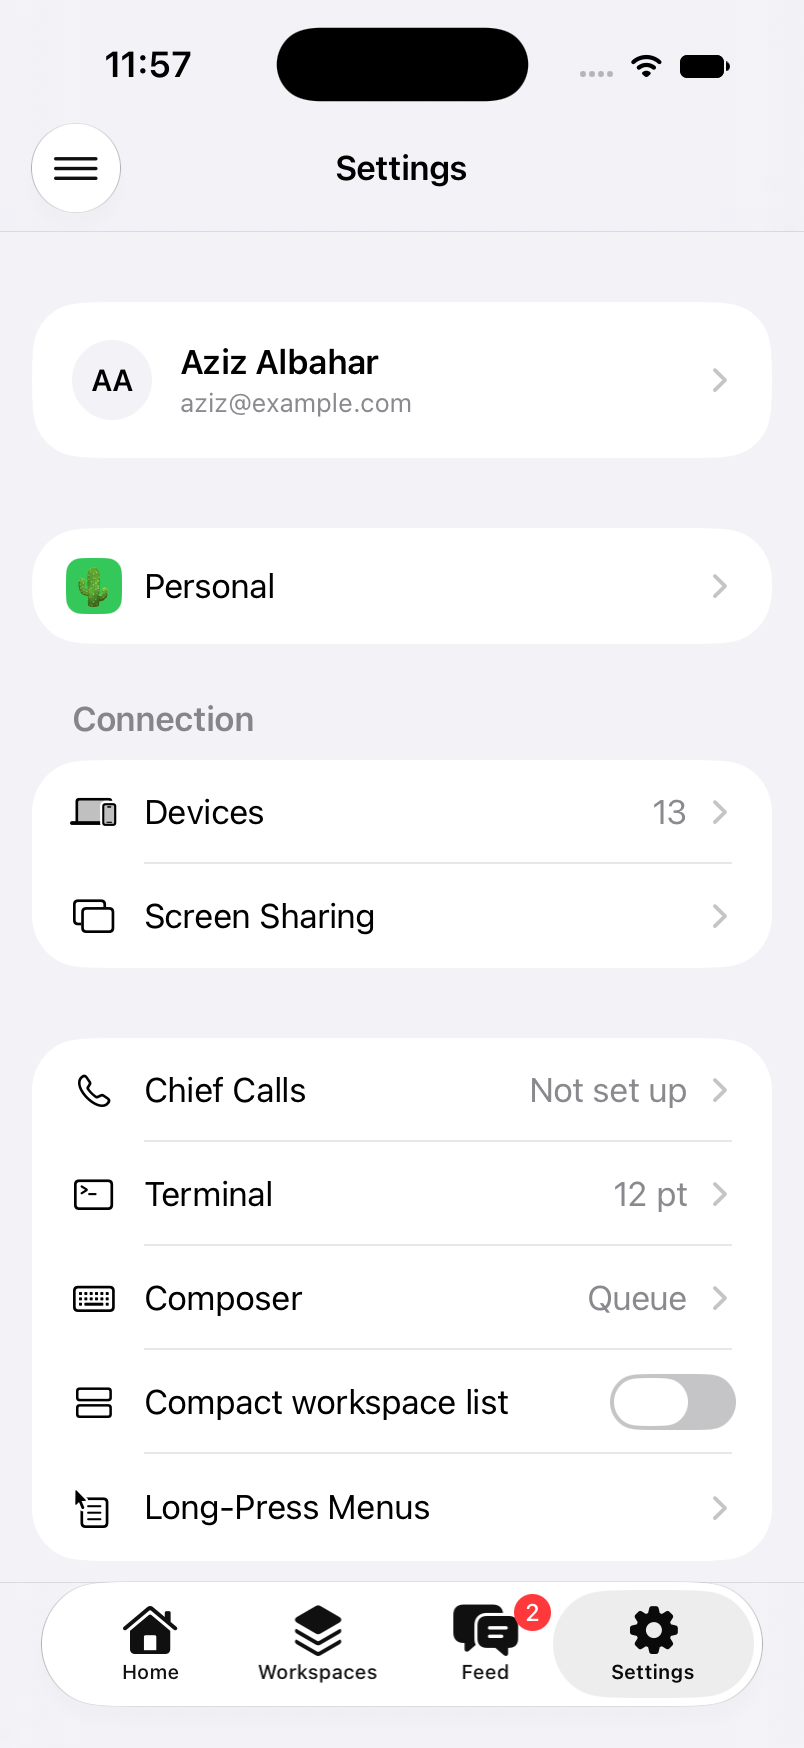 11:57
Settings
AA
Aziz Albahar
aziz@example.com
Personal
Connection
Devices 13
Screen Sharing
Chief Calls Not set up
Terminal 12 pt
Composer Queue
Compact workspace list
Long-Press Menus
2
Home Workspaces Feed Settings